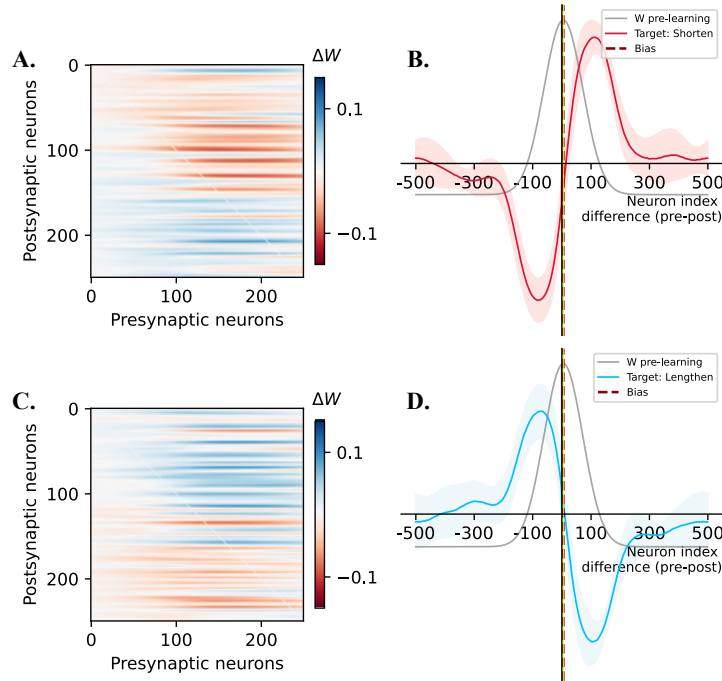 A.
ΔW
0
100
200
Postsynaptic neurons
0 100 200
Presynaptic neurons
0.1
−0.1
B.
W pre-learning
Target: Shorten
Bias
-500 -300 -100 100 300 500
Neuron index
difference (pre-post)
C.
ΔW
0
100
200
Postsynaptic neurons
0 100 200
Presynaptic neurons
0.1
−0.1
D.
W pre-learning
Target: Lengthen
Bias
-500 -300 -100 100 300 500
Neuron index
difference (pre-post)